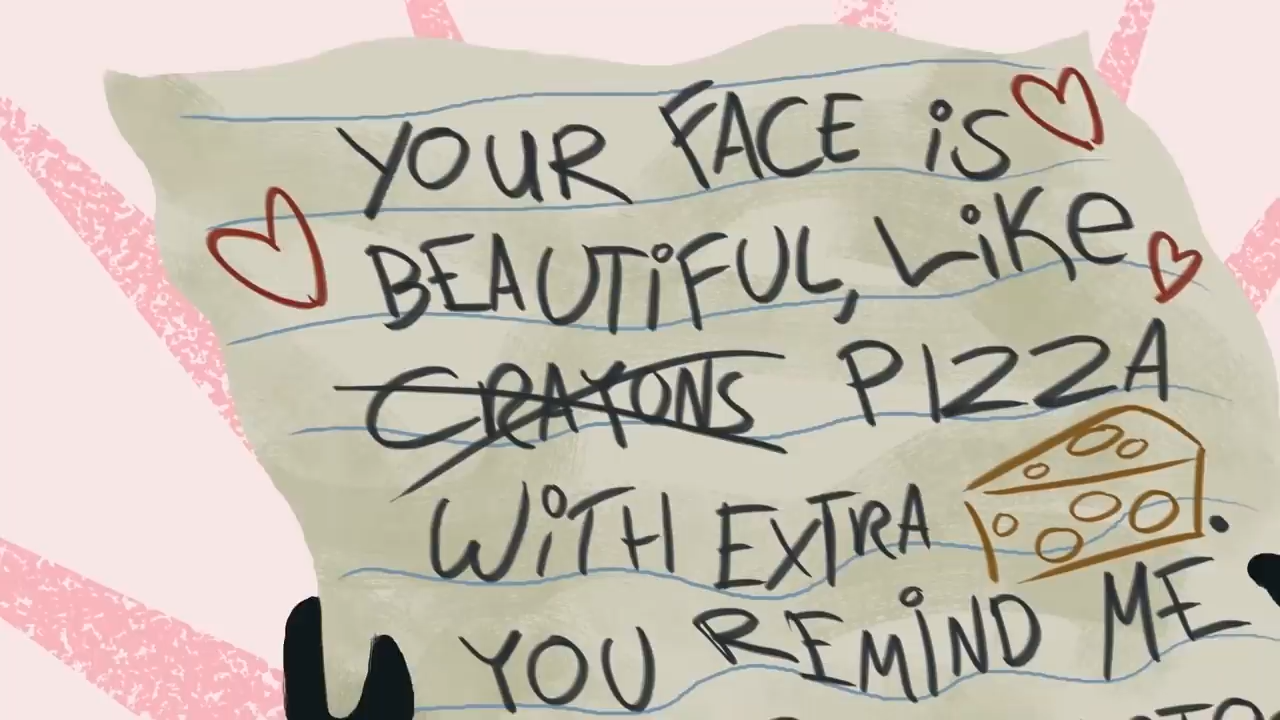 YOUR FACE iS
BEAUTiFUL, LiKe
CRAYONS PIZZA
WiTH EXTRA .
YOU REMiND ME